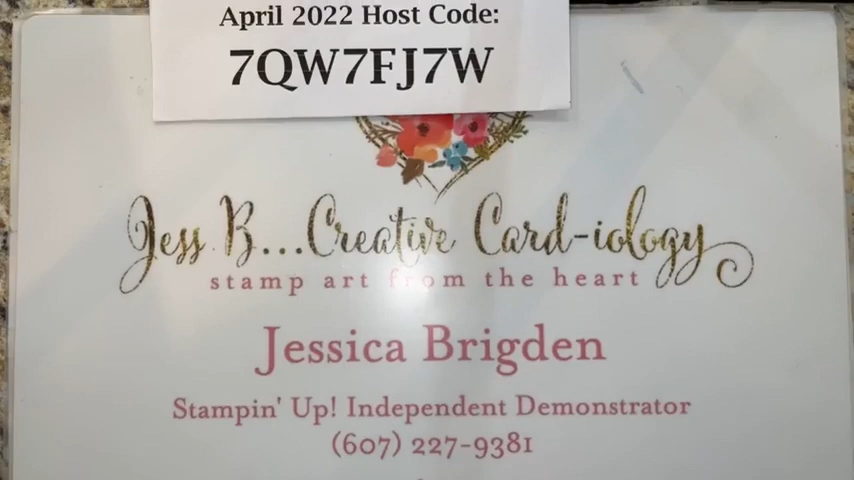 April 2022 Host Code:
7QW7FJ7W
Jess B...Creative Card-iology
stamp art from the heart
Jessica Brigden
Stampin' Up! Independent Demonstrator
(607) 227-9381